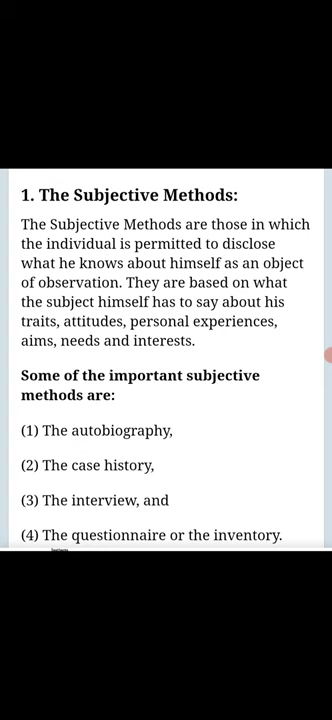 1. The Subjective Methods:
The Subjective Methods are those in which
the individual is permitted to disclose
what he knows about himself as an object
of observation. They are based on what
the subject himself has to say about his
traits, attitudes, personal experiences,
aims, needs and interests.
Some of the important subjective
methods are:
(1) The autobiography,
(2) The case history,
(3) The interview, and
(4) The questionnaire or the inventory.